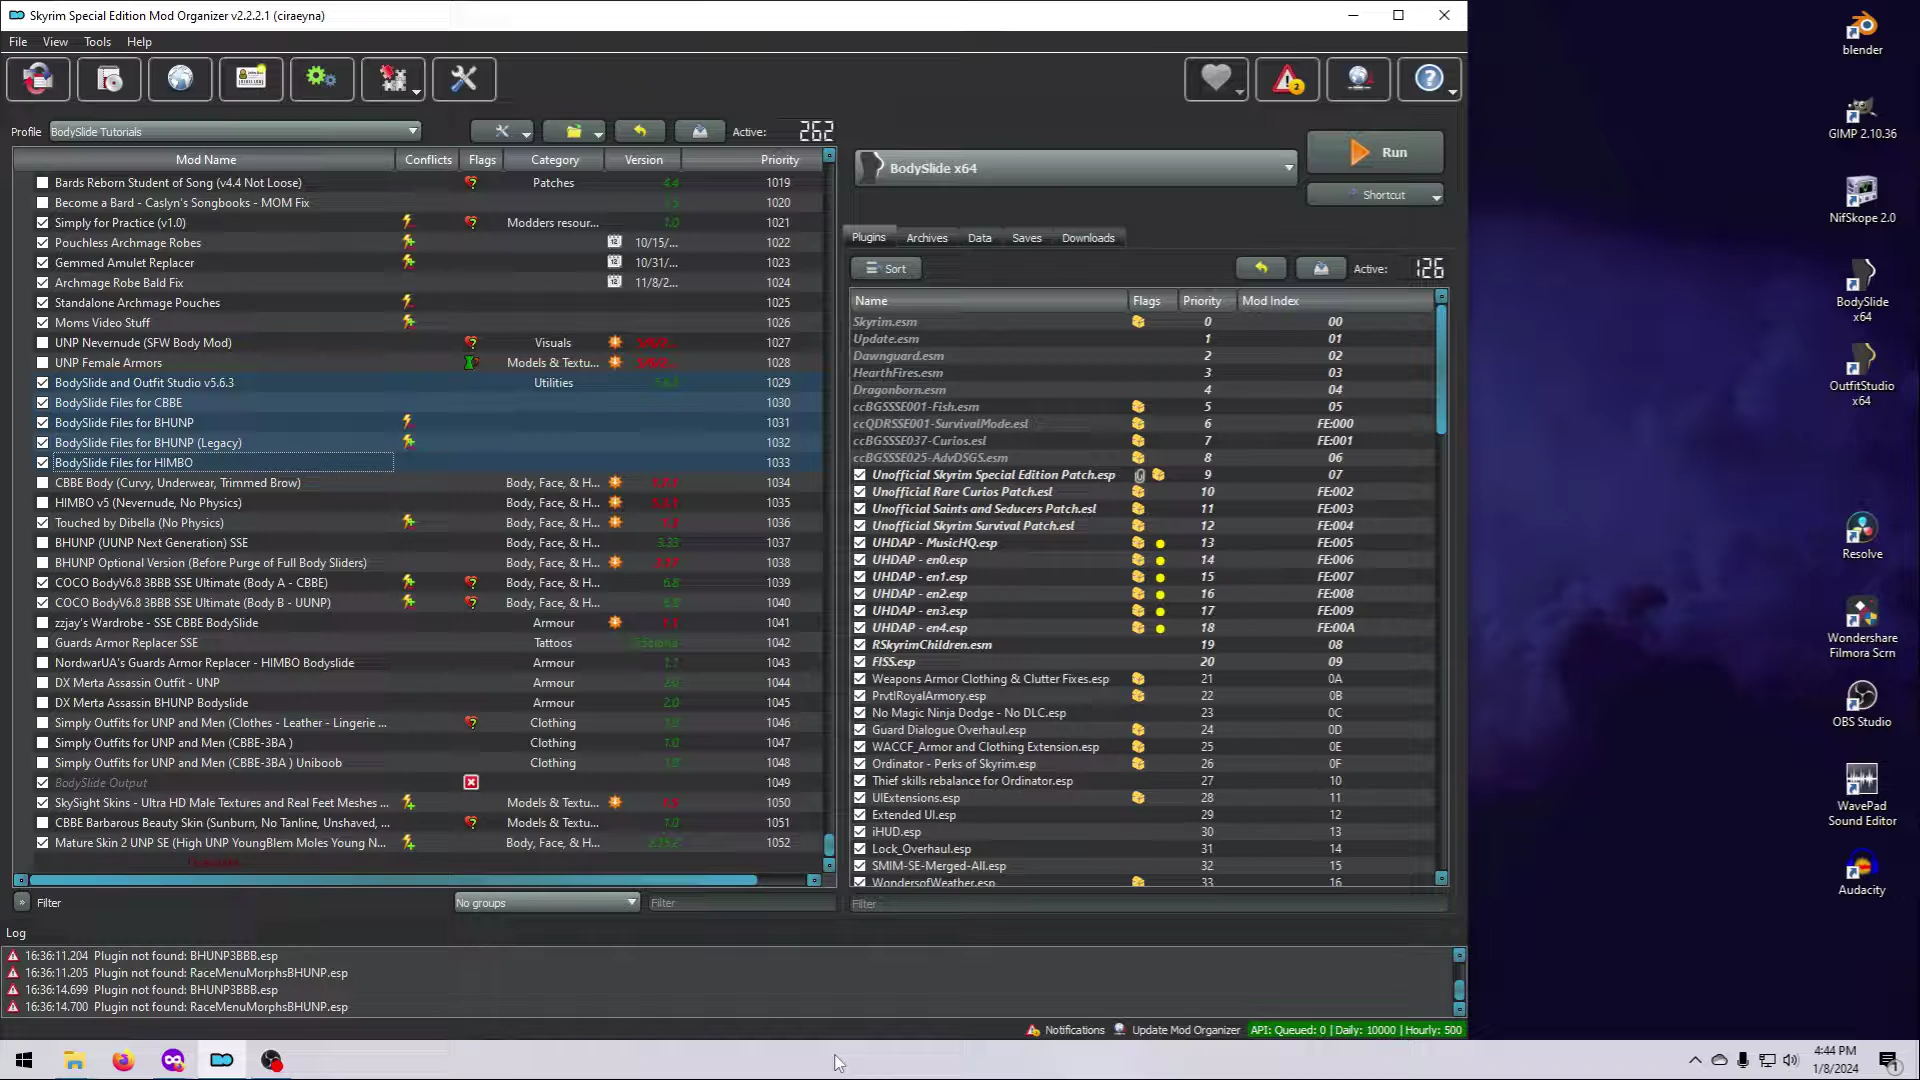 Skyrim Special Edition Mod Organizer v2.2.2.1 (ciraeyna)
File View Tools Help
Profile BodySlide Tutorials Active: 262
Mod Name Conflicts Flags Category Version Priority
Bards Reborn Student of Song (v4.4 Not Loose) Patches 4.4 1019
Become a Bard - Caslyn's Songbooks - MOM Fix 1020
Simply for Practice (v1.0) Modders resour... 1.0 1021
Pouchless Archmage Robes 10/15/... 1022
Gemmed Amulet Replacer 10/31/... 1023
Archmage Robe Bald Fix 11/8/2... 1024
Standalone Archmage Pouches 1025
Moms Video Stuff 1026
UNP Nevernude (SFW Body Mod) Visuals 1027
UNP Female Armors Models & Textu... 1028
BodySlide and Outfit Studio v5.6.3 Utilities 1029
BodySlide Files for CBBE 1030
BodySlide Files for BHUNP 1031
BodySlide Files for BHUNP (Legacy) 1032
BodySlide Files for HIMBO 1033
CBBE Body (Curvy, Underwear, Trimmed Brow) Body, Face, & H... 1034
HIMBO v5 (Nevernude, No Physics) Body, Face, & H... 1035
Touched by Dibella (No Physics) Body, Face, & H... 1036
BHUNP (UUNP Next Generation) SSE Body, Face, & H... 3.33 1037
BHUNP Optional Version (Before Purge of Full Body Sliders) Body, Face, & H... 1038
COCO BodyV6.8 3BBB SSE Ultimate (Body A - CBBE) Body, Face, & H... 6.8 1039
COCO BodyV6.8 3BBB SSE Ultimate (Body B - UUNP) Body, Face, & H... 6.8 1040
zzjay's Wardrobe - SSE CBBE BodySlide Armour 1041
Guards Armor Replacer SSE Tattos 1042
NordwarUA's Guards Armor Replacer - HIMBO Bodyslide Armour 1043
DX Merta Assassin Outfit - UNP Armour 2.0 1044
DX Merta Assassin BHUNP Bodyslide Armour 2.0 1045
Simply Outfits for UNP and Men (Clothes - Leather - Lingerie ... Clothing 1046
Simply Outfits for UNP and Men (CBBE-3BA ) Clothing 1.0 1047
Simply Outfits for UNP and Men (CBBE-3BA ) Uniboob Clothing 1048
BodySlide Output 1049
SkySight Skins - Ultra HD Male Textures and Real Feet Meshes ... Models & Textu... 1050
CBBE Barbarous Beauty Skin (Sunburn, No Tanline, Unshaved, ... Models & Textu... 1.0 1051
Mature Skin 2 UNP SE (High UNP YoungBlem Moles Young N... Body, Face, & H... 1052
Filter No groups Filter
BodySlide x64
Run
Shortcut
Plugins Archives Data Saves Downloads
Sort Active: 126
Name Flags Priority Mod Index
Skyrim.esm 0 00
Update.esm 1 01
Dawnguard.esm 2 02
HearthFires.esm 3 03
Dragonborn.esm 4 04
ccBGSSSE001-Fish.esm 5 05
ccQDRSSE001-SurvivalMode.esl 6 FE:000
ccBGSSSE037-Curios.esl 7 FE:001
ccBGSSSE025-AdvDSGS.esm 8 06
Unofficial Skyrim Special Edition Patch.esp 9 07
Unofficial Rare Curios Patch.esl 10 FE:002
Unofficial Saints and Seducers Patch.esl 11 FE:003
Unofficial Skyrim Survival Patch.esl 12 FE:004
UHDAP - MusicHQ.esp 13 FE:005
UHDAP - en0.esp 14 FE:006
UHDAP - en1.esp 15 FE:007
UHDAP - en2.esp 16 FE:008
UHDAP - en3.esp 17 FE:009
UHDAP - en4.esp 18 FE:00A
RSkyrimChildren.esm 19 08
FISS.esp 20 09
Weapons Armor Clothing & Clutter Fixes.esp 21 0A
PrvtlRoyalArmory.esp 22 0B
No Magic Ninja Dodge - No DLC.esp 23 0C
Guard Dialogue Overhaul.esp 24 0D
WACCF_Armor and Clothing Extension.esp 25 0E
Ordinator - Perks of Skyrim.esp 26 0F
Thief skills rebalance for Ordinator.esp 27 10
UIExtensions.esp 28 11
Extended UI.esp 29 12
iHUD.esp 30 13
Lock_Overhaul.esp 31 14
SMIM-SE-Merged-All.esp 32 15
WondersofWeather.esp 33 16
Filter
Log
16:36:11.204 Plugin not found: BHUNP3BBB.esp
16:36:11.205 Plugin not found: RaceMenuMorphsBHUNP.esp
16:36:14.699 Plugin not found: BHUNP3BBB.esp
16:36:14.700 Plugin not found: RaceMenuMorphsBHUNP.esp
Notifications Update Mod Organizer API: Queued: 0 | Daily: 10000 | Hourly: 500
blender
GIMP 2.10.36
NifSkope 2.0
BodySlide
x64
OutfitStudio
x64
Resolve
Wondershare
Filmora Scrn
OBS Studio
WavePad
Sound Editor
Audacity
4:44 PM
1/8/2024